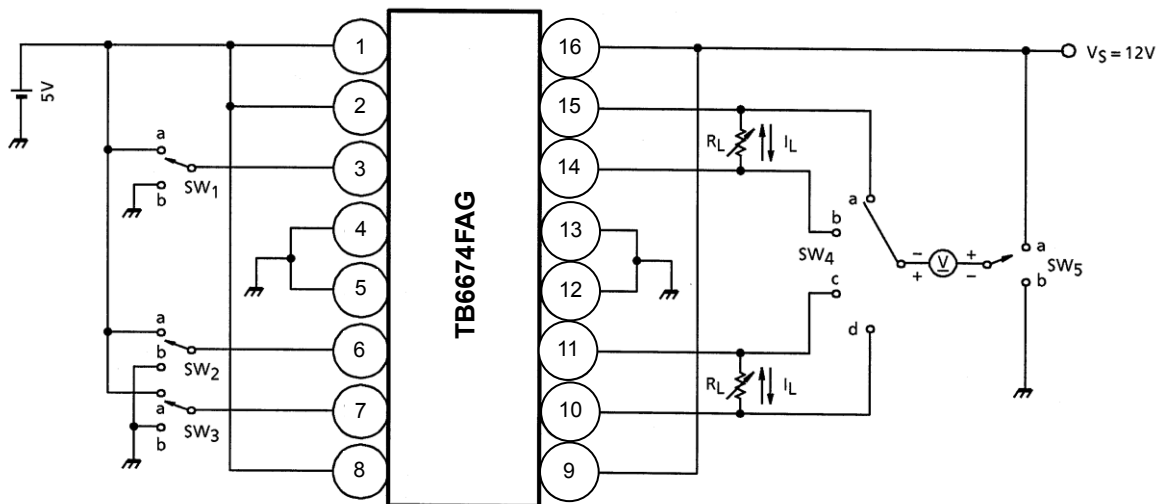 1
16
V_S = 12V
5V
2
15
a
R_L
I_L
3
14
SW_1
b
a
b
4
13
SW_4
a
SW_5
b
TB6674FAG
-
+
V
+
-
5
12
c
a
6
11
d
b
SW_2
R_L
I_L
7
10
a
SW_3
b
8
9